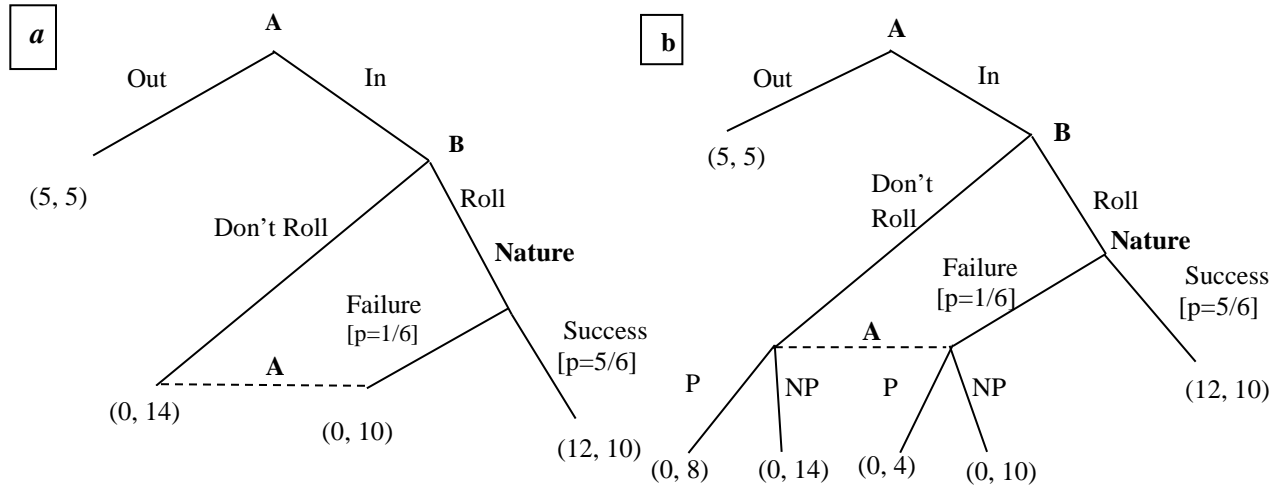 a
A
Out
In
B
(5, 5)
Don't Roll
Roll
Nature
Failure
[p=1/6]
Success
[p=5/6]
A
(0, 14)
(0, 10)
(12, 10)
b
A
Out
In
B
(5, 5)
Don't
Roll
Roll
Nature
Failure
[p=1/6]
Success
[p=5/6]
A
P
NP
P
NP
(12, 10)
(0, 8)
(0, 14)
(0, 4)
(0, 10)